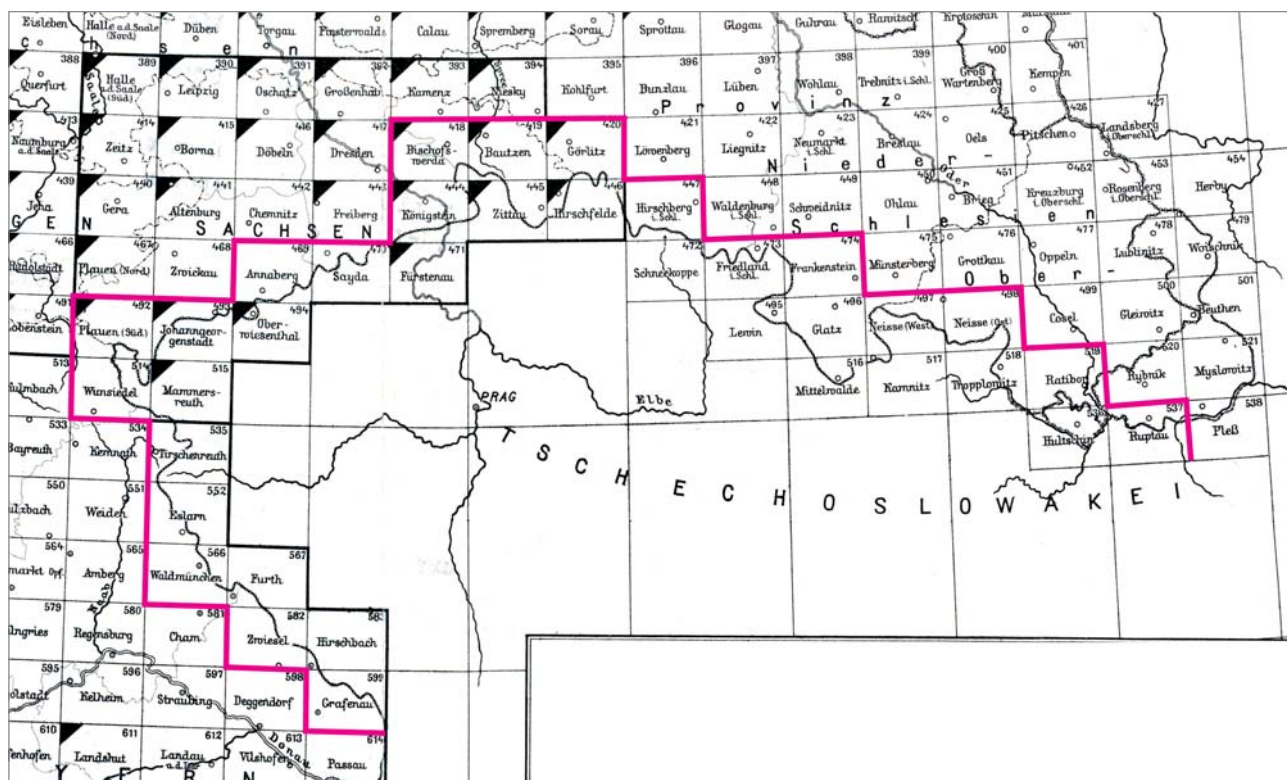 Eisleben Halle a.d.Saale (Nord) Düben Torgau Finsterwalde Calau Spremberg Sorau Sprottau Glogau Guhrau Rawitsch Krotoschin
c h s e n
388 389 390 391 392 393 394 395 396 397 398 399 400 401
Querfurt Halle a.d.Saale (Süd) Leipzig Oschatz Großenhain Kamenz Niesky Kohlfurt Bunzlau Lüben Wohlau Trebnitz i.Schl. Groß Wartenberg Kempen
Saale Spree
Provinz
413 414 415 416 417 418 419 420 421 422 423 424 425 426 427
Naumburg a.d.Saale Zeitz Borna Döbeln Dresden Bischofswerda Bautzen Görlitz Löwenberg Liegnitz Neumarkt i.Schl. Breslau Oels Pitschen Landsberg i.Oberschl.
Nieder-
Oder
439 440 441 442 443 444 445 446 447 448 449 450 451 452 453 454
Jena Gera Altenburg Chemnitz Freiberg Königstein Zittau Hirschfelde Hirschberg i.Schl. Waldenburg i.Schl. Schweidnitz Ohlau Brieg Kreuzburg i.Oberschl. Rosenberg i.Oberschl. Herby
GEN SACHSEN Schlesien
466 467 468 469 470 471 472 473 474 475 476 477 478 479
Rudolstadt Plauen (Nord) Zwickau Annaberg Sayda Fürstenau Schneekoppe Friedland i.Schl. Frankenstein Münsterberg Grottkau Oppeln Lublinitz Woischnik
Ober-
491 492 493 494 495 496 497 498 499 500 501
Lobenstein Plauen (Süd) Johanngeorgenstadt Oberwiesenthal Lewin Glatz Neisse (West) Neisse (Ost) Cosel Gleiwitz Beuthen
513 514 515 516 517 518 519 520 521
Kulmbach Wunsiedel Mammersreuth Mittelwalde Kamnitz Tropplowitz Ratibor Rybnik Myslowitz
PRAG
Elbe
533 534 535 536 537 538
Bayreuth Kemnath Tirschenreuth Hultschin Ruptau Pleß
TSCHECHOSLOWAKEI
550 551 552
ulzbach Weiden Eslarn
564 565 566 567
markt Opf. Amberg Waldmünchen Furth
Naab
579 580 581 582 583
ilngries Regensburg Cham Zwiesel Hirschbach
595 596 597 598 599
olstadt Kelheim Straubing Deggendorf Grafenau
610 611 612 613 614
fenhofen Landshut Landau a.d.Isar Vilshofen Passau
Donau
Y E R N